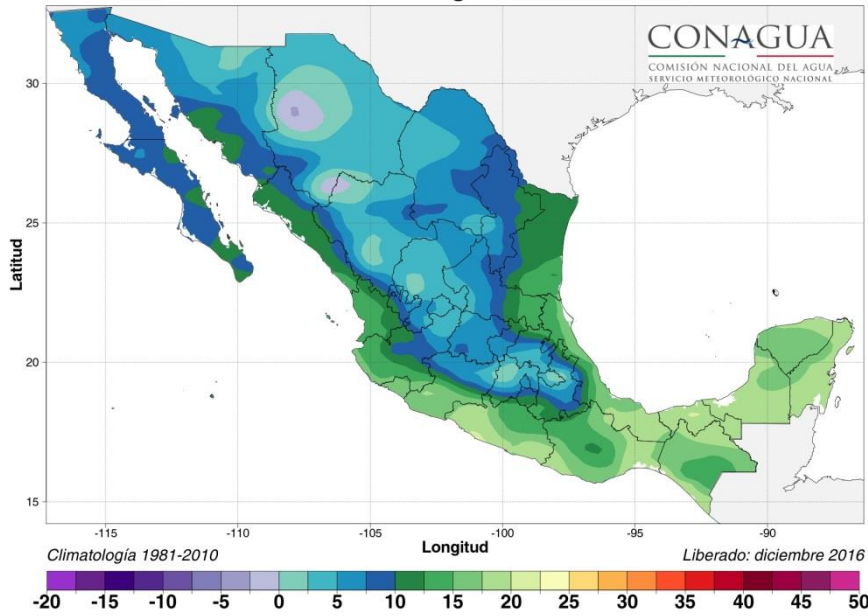 CONAGUA
COMISIÓN NACIONAL DEL AGUA
SERVICIO METEOROLÓGICO NACIONAL
30
25
20
15
Latitud
-115 -110 -105 -100 -95 -90
Longitud
Climatología 1981-2010
Liberado: diciembre 2016
-20 -15 -10 -5 0 5 10 15 20 25 30 35 40 45 50